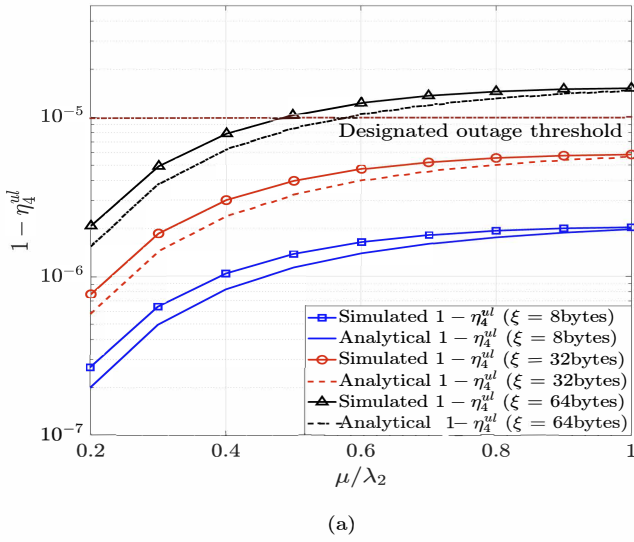 10^{-5}
Designated outage threshold
1 − η_4^{ul}
10^{-6}
Simulated 1 − η_4^{ul} (ξ = 8bytes)
Analytical 1 − η_4^{ul} (ξ = 8bytes)
Simulated 1 − η_4^{ul} (ξ = 32bytes)
Analytical 1 − η_4^{ul} (ξ = 32bytes)
Simulated 1 − η_4^{ul} (ξ = 64bytes)
Analytical 1− η_4^{ul} (ξ = 64bytes)
10^{-7}
0.2 0.4 0.6 0.8 1
μ/λ_2
(a)